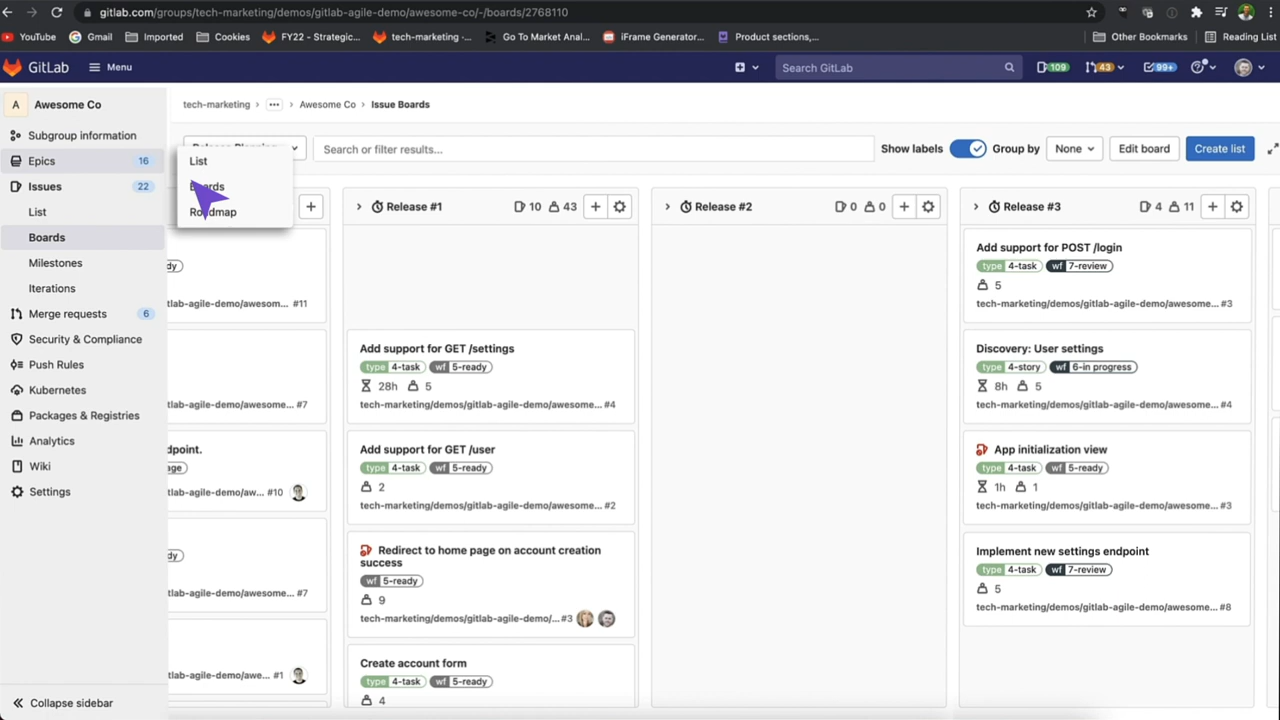 gitlab.com/groups/tech-marketing/demos/gitlab-agile-demo/awesome-co/-/boards/2768110
YouTube Gmail Imported Cookies FY22 - Strategic... tech-marketing -... Go To Market Anal... iFrame Generator... Product sections,... Other Bookmarks Reading List
GitLab Menu Search GitLab 109 43 99+
A Awesome Co
Subgroup information
Epics 16
Issues 22
List
Boards
Milestones
Iterations
Merge requests 6
Security & Compliance
Push Rules
Kubernetes
Packages & Registries
Analytics
Wiki
Settings
Collapse sidebar
tech-marketing › ... › Awesome Co › Issue Boards
Search or filter results... Show labels Group by None Edit board Create list
List
Boards
Roadmap
tlab-agile-demo/awesom... #11
tlab-agile-demo/awesome... #7
dpoint.
tlab-agile-demo/aw... #10
tlab-agile-demo/awesome... #7
tlab-agile-demo/awe... #1
Release #1 10 43
Add support for GET /settings
type 4-task wf 5-ready
28h 5
tech-marketing/demos/gitlab-agile-demo/awesome... #4
Add support for GET /user
type 4-task wf 5-ready
2
tech-marketing/demos/gitlab-agile-demo/awesome... #2
Redirect to home page on account creation
success
wf 5-ready
9
tech-marketing/demos/gitlab-agile-demo/... #3
Create account form
type 4-task wf 5-ready
4
Release #2 0 0
Release #3 4 11
Add support for POST /login
type 4-task wf 7-review
5
tech-marketing/demos/gitlab-agile-demo/awesome... #3
Discovery: User settings
type 4-story wf 6-in progress
8h 5
tech-marketing/demos/gitlab-agile-demo/awesome... #4
App initialization view
type 4-task wf 5-ready
1h 1
tech-marketing/demos/gitlab-agile-demo/awesome... #3
Implement new settings endpoint
type 4-task wf 7-review
5
tech-marketing/demos/gitlab-agile-demo/awesome... #8